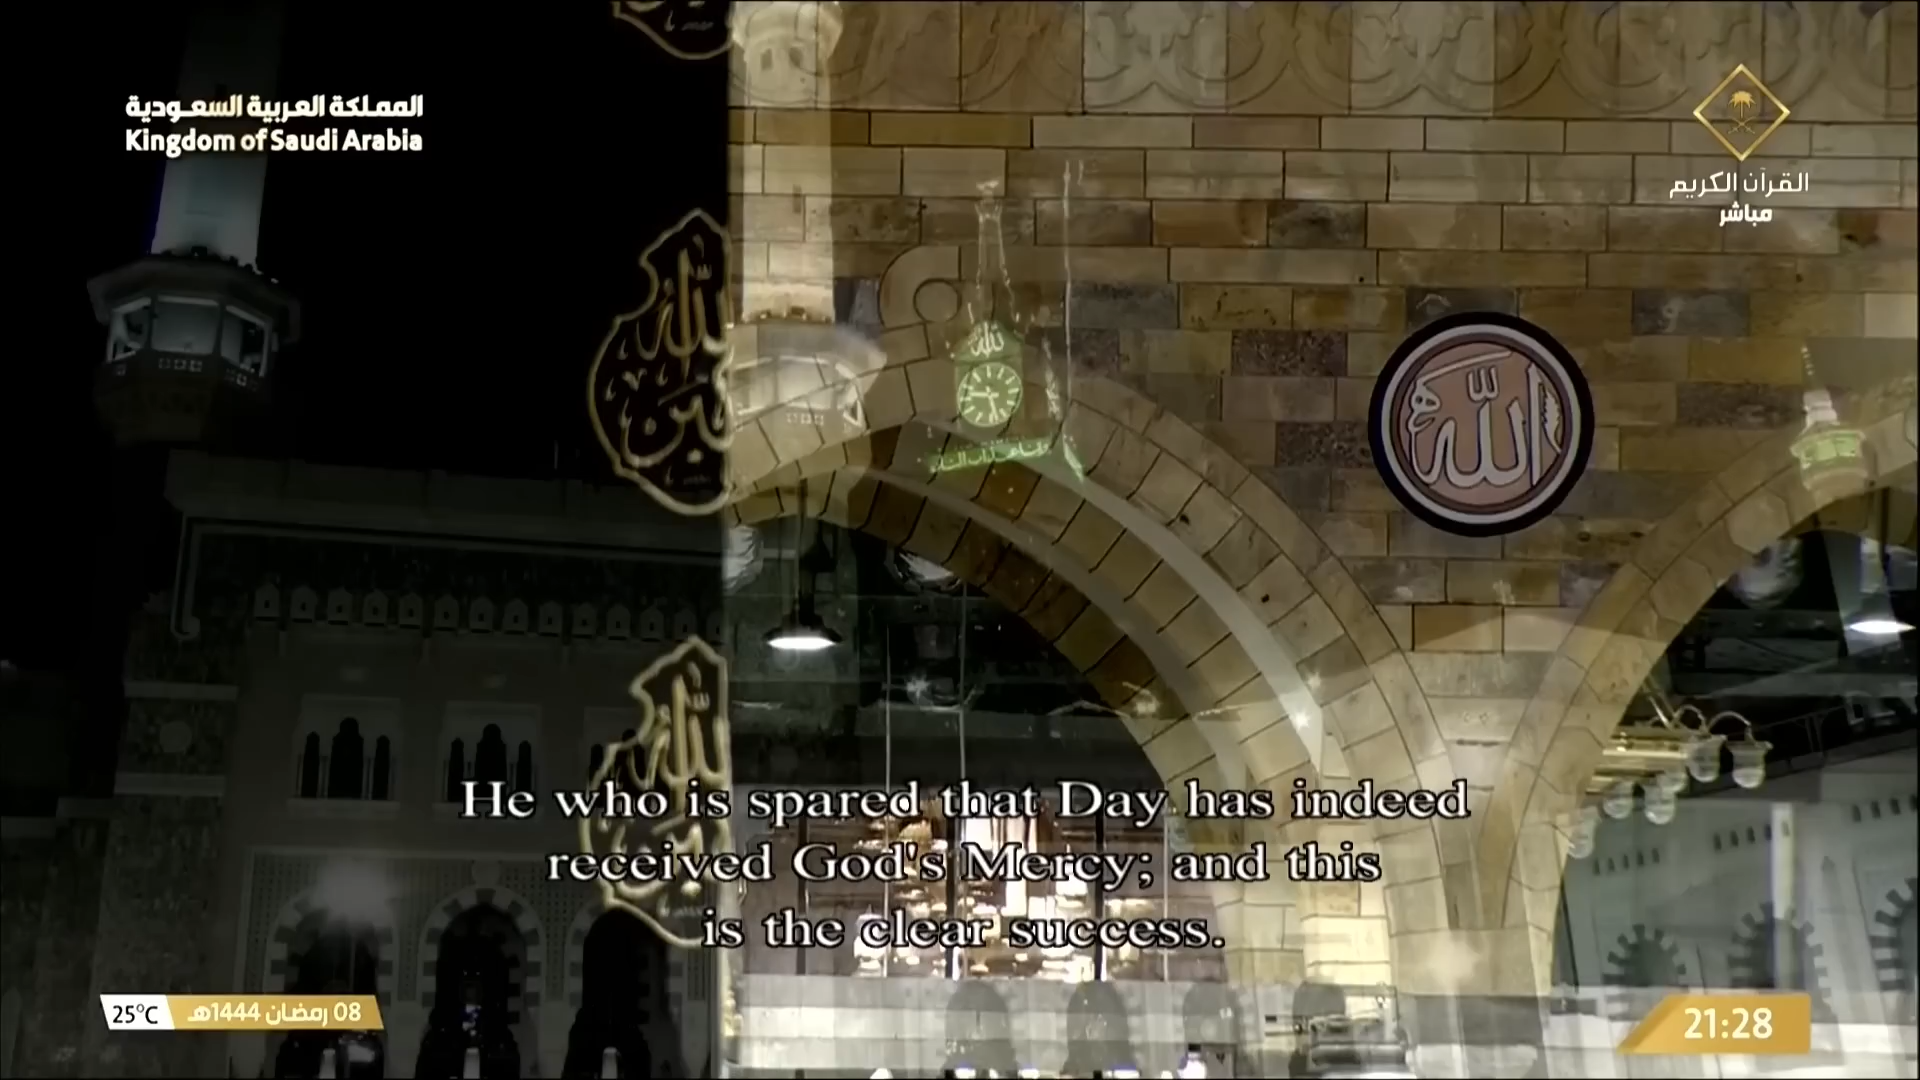 المملكة العربية السعودية
Kingdom of Saudi Arabia
القرآن الكريم
مباشر
الله
الله
He who is spared that Day has indeed
received God's Mercy; and this
is the clear success.
25°C
08 رمضان 1444هـ
21:28